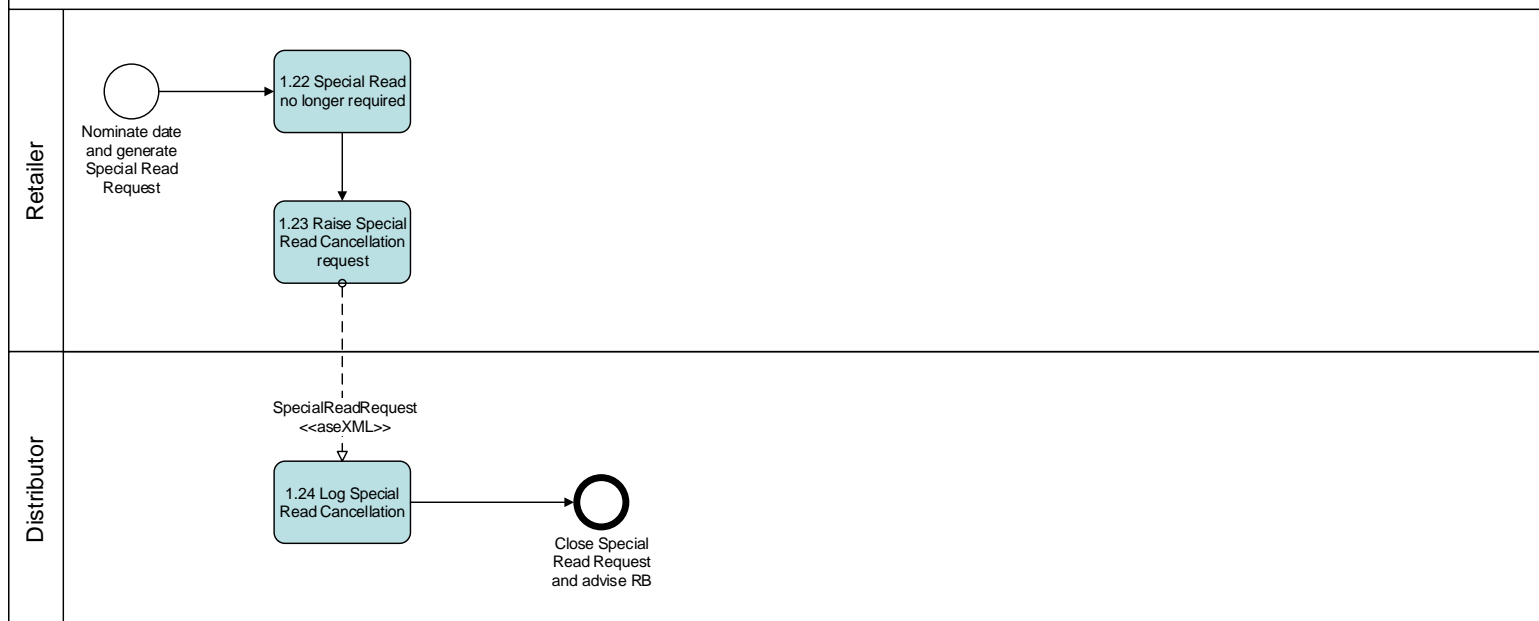 Retailer
1.22 Special Read
no longer required
Nominate date
and generate
Special Read
Request
1.23 Raise Special
Read Cancellation
request
Distributor
SpecialReadRequest
<<aseXML>>
1.24 Log Special
Read Cancellation
Close Special
Read Request
and advise RB